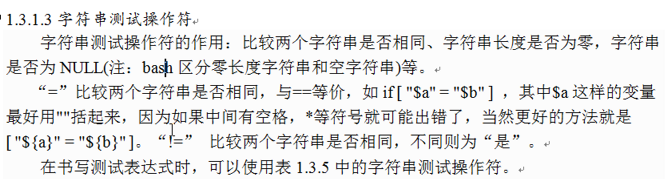 1.3.1.3 字符串测试操作符
字符串测试操作符的作用：比较两个字符串是否相同、字符串长度是否为零，字符串
是否为 NULL(注：bash 区分零长度字符串和空字符串)等。
“=”比较两个字符串是否相同，与==等价，如 if [ "$a" = "$b" ] ，其中$a 这样的变量
最好用""括起来，因为如果中间有空格，*等符号就可能出错了，当然更好的方法就是
[ "${a}" = "${b}" ]。“!=” 比较两个字符串是否相同，不同则为“是”。
在书写测试表达式时，可以使用表 1.3.5 中的字符串测试操作符。